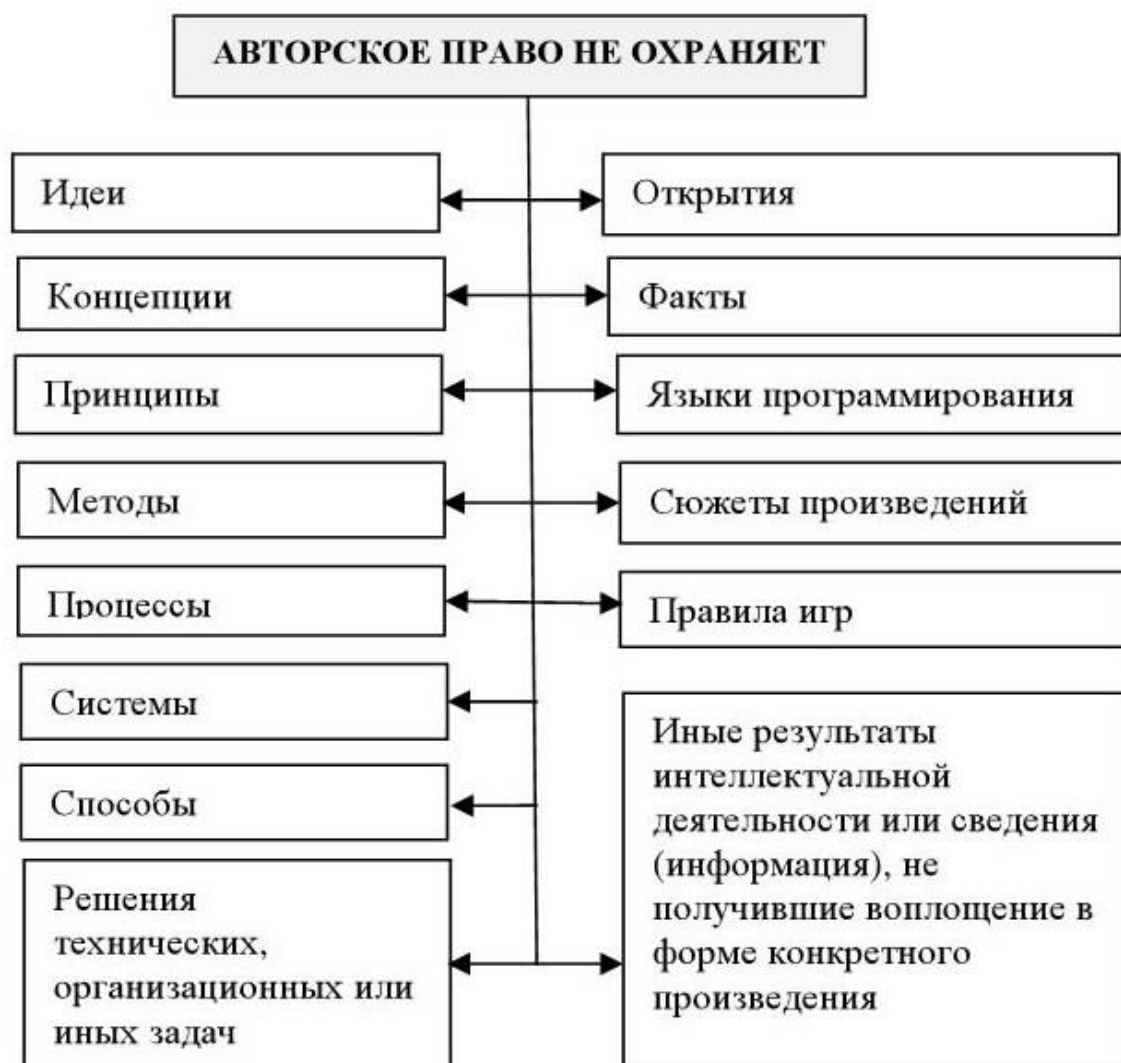 АВТОРСКОЕ ПРАВО НЕ ОХРАНЯЕТ
Идеи
Открытия
Концепции
Факты
Принципы
Языки программирования
Методы
Сюжеты произведений
Процессы
Правила игр
Системы
Способы
Решения
технических,
организационных или
иных задач
Иные результаты
интеллектуальной
деятельности или сведения
(информация), не
получившие воплощение в
форме конкретного
произведения